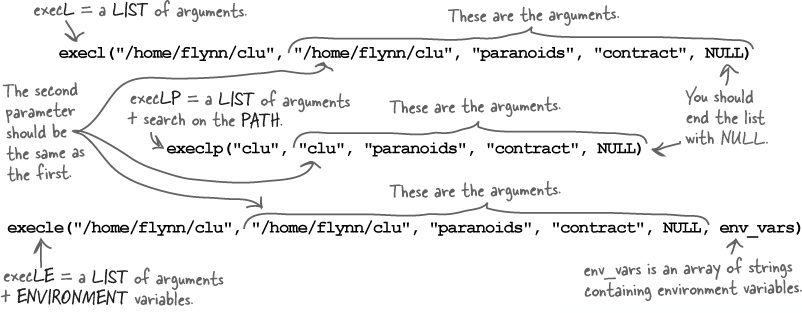 execL = a LIST of arguments.
These are the arguments.
execl("/home/flynn/clu", "/home/flynn/clu", "paranoids", "contract", NULL)
The second
parameter
should be
the same as
the first.
execLP = a LIST of arguments
+ search on the PATH.
These are the arguments.
You should
end the list
with NULL.
execlp("clu", "clu", "paranoids", "contract", NULL)
These are the arguments.
execle("/home/flynn/clu", "/home/flynn/clu", "paranoids", "contract", NULL, env_vars)
execLE = a LIST of arguments
+ ENVIRONMENT variables.
env_vars is an array of strings
containing environment variables.